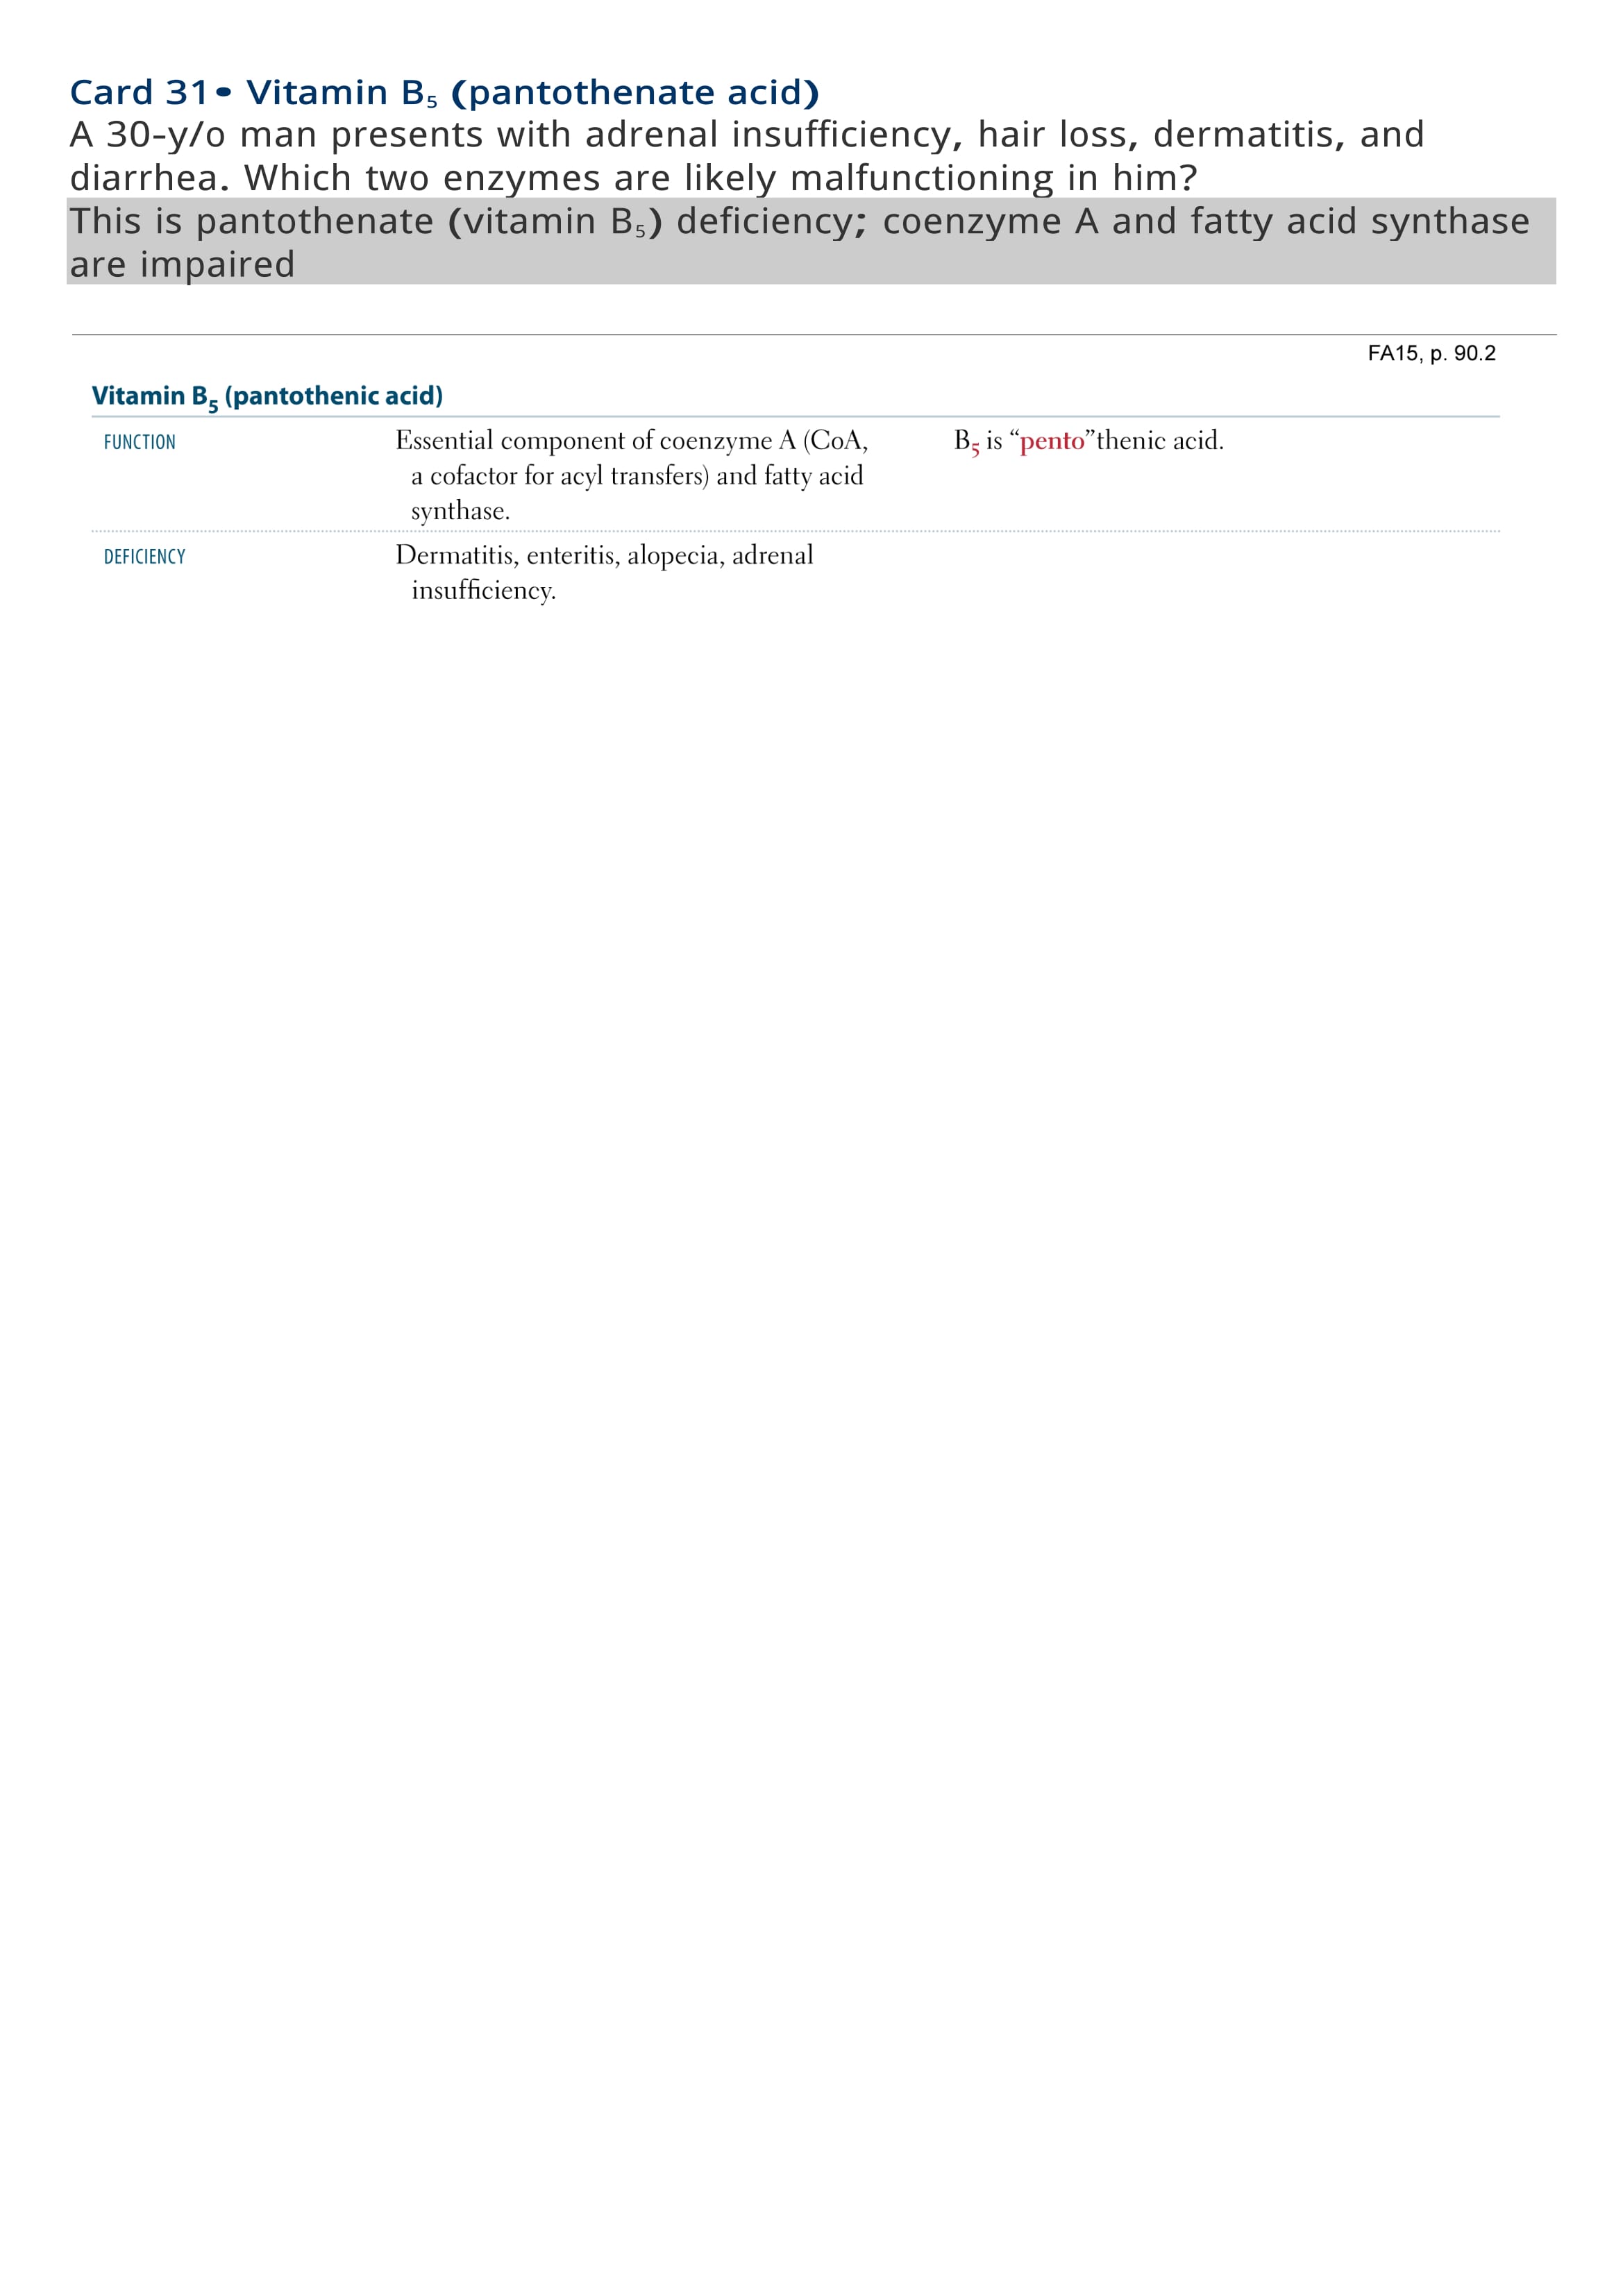 Card 31• Vitamin B₅ (pantothenate acid)
A 30-y/o man presents with adrenal insufficiency, hair loss, dermatitis, and
diarrhea. Which two enzymes are likely malfunctioning in him?
This is pantothenate (vitamin B₅) deficiency; coenzyme A and fatty acid synthase
are impaired
FA15, p. 90.2
Vitamin B₅ (pantothenic acid)
FUNCTION
Essential component of coenzyme A (CoA,
a cofactor for acyl transfers) and fatty acid
synthase.
B₅ is “pento”thenic acid.
DEFICIENCY
Dermatitis, enteritis, alopecia, adrenal
insufficiency.